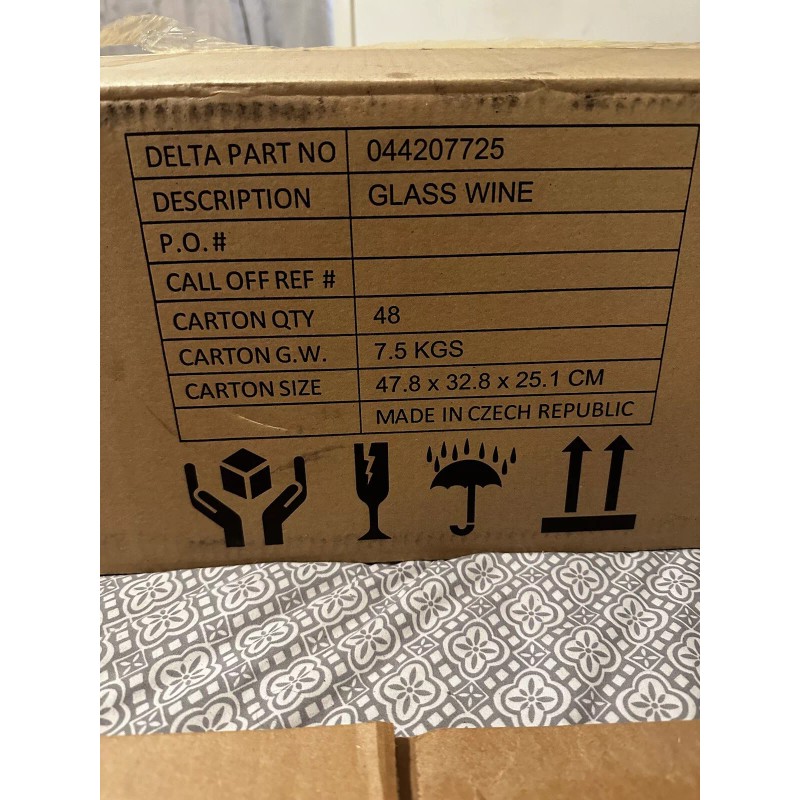 DELTA PART NO 044207725
DESCRIPTION GLASS WINE
P.O.#
CALL OFF REF #
CARTON QTY 48
CARTON G.W. 7.5 KGS
CARTON SIZE 47.8 x 32.8 x 25.1 CM
MADE IN CZECH REPUBLIC